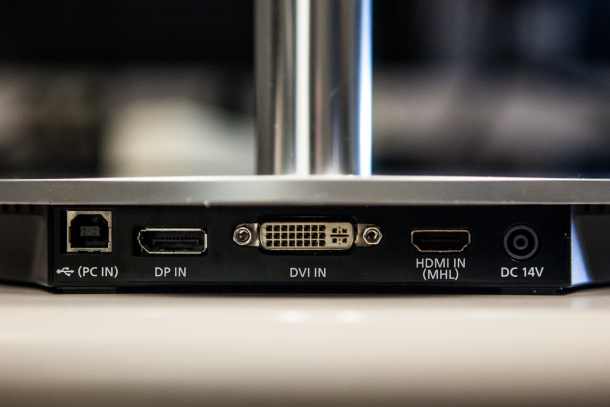 (PC IN)
DP IN
DVI IN
HDMI IN
(MHL)
DC 14V